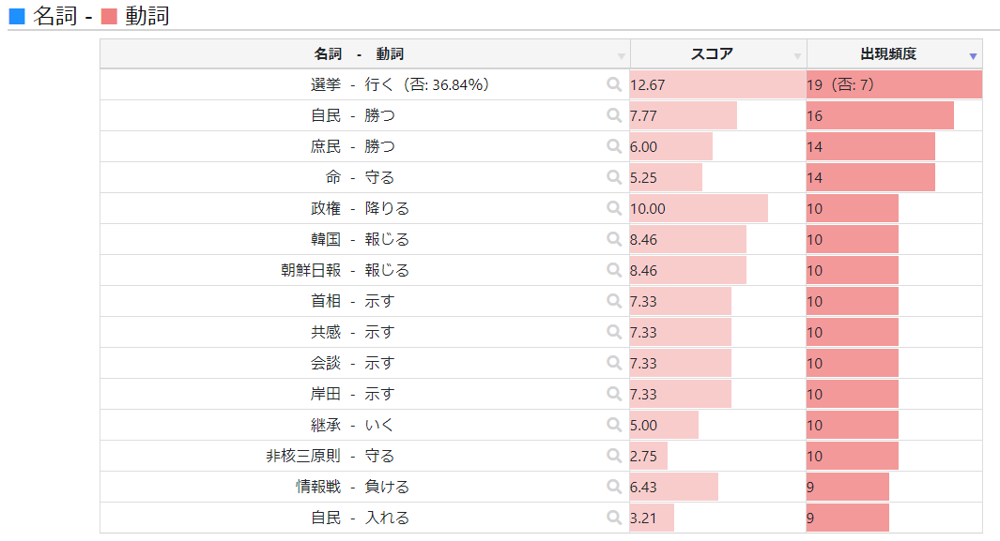 名詞 - 動詞
名詞 - 動詞 スコア 出現頻度
選挙 - 行く（否: 36.84%） 12.67 19（否: 7）
自民 - 勝つ 7.77 16
庶民 - 勝つ 6.00 14
命 - 守る 5.25 14
政権 - 降りる 10.00 10
韓国 - 報じる 8.46 10
朝鮮日報 - 報じる 8.46 10
首相 - 示す 7.33 10
共感 - 示す 7.33 10
会談 - 示す 7.33 10
岸田 - 示す 7.33 10
継承 - いく 5.00 10
非核三原則 - 守る 2.75 10
情報戦 - 負ける 6.43 9
自民 - 入れる 3.21 9